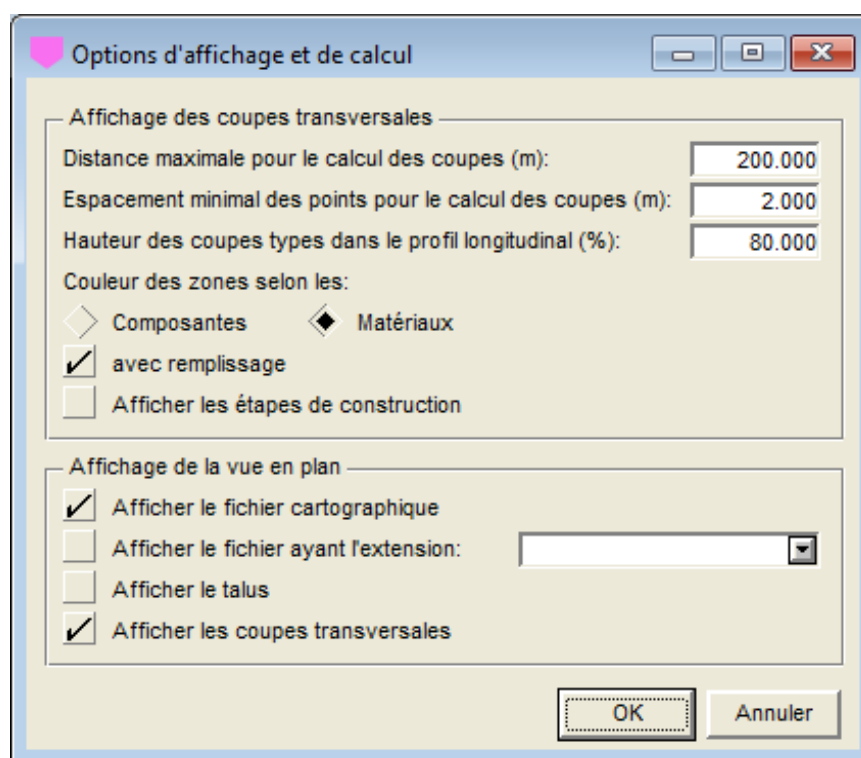 Options d'affichage et de calcul
Affichage des coupes transversales
Distance maximale pour le calcul des coupes (m): 200.000
Espacement minimal des points pour le calcul des coupes (m): 2.000
Hauteur des coupes types dans le profil longitudinal (%): 80.000
Couleur des zones selon les:
Composantes Matériaux
avec remplissage
Afficher les étapes de construction
Affichage de la vue en plan
Afficher le fichier cartographique
Afficher le fichier ayant l'extension:
Afficher le talus
Afficher les coupes transversales
OK Annuler